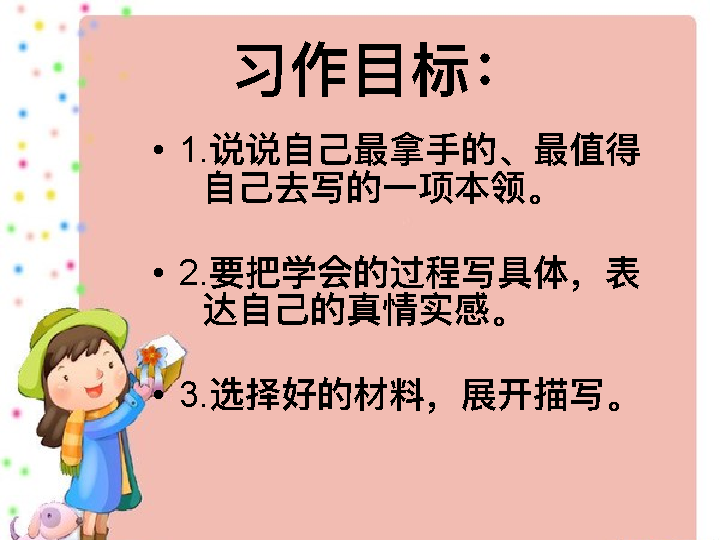 习作目标：
• 1.说说自己最拿手的、最值得
自己去写的一项本领。
• 2.要把学会的过程写具体，表
达自己的真情实感。
• 3.选择好的材料，展开描写。